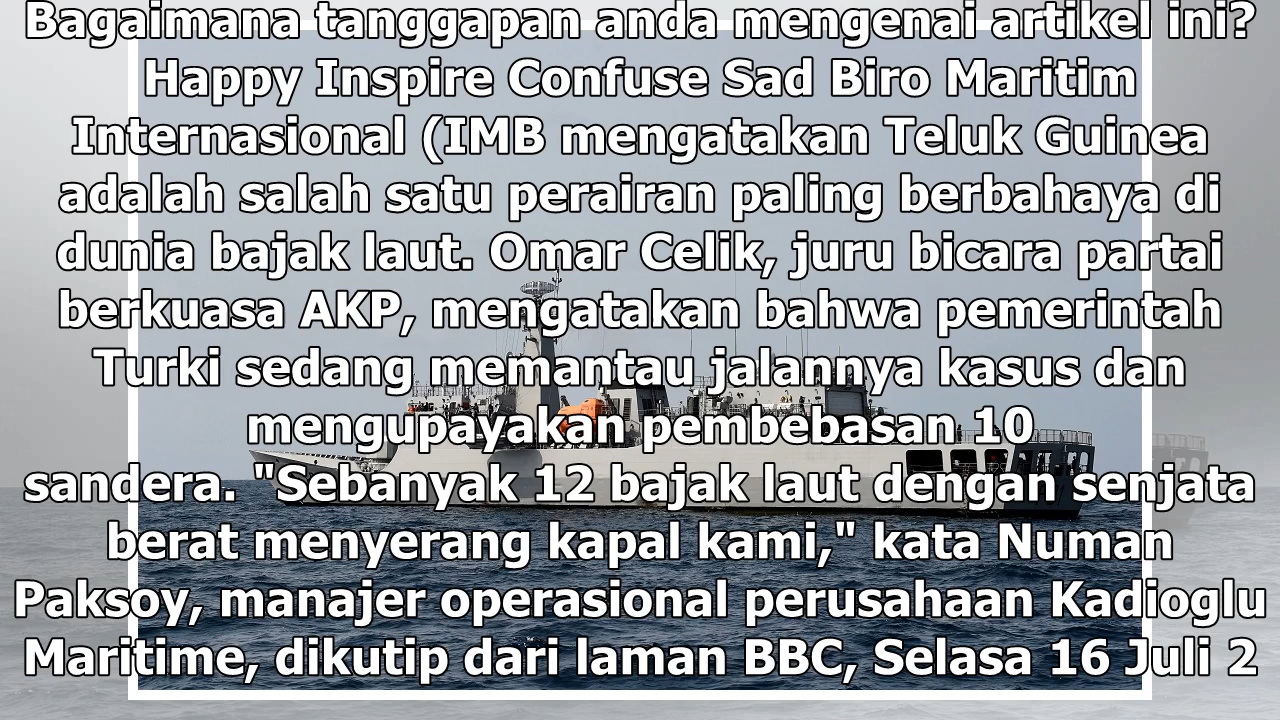 Bagaimana tanggapan anda mengenai artikel ini?
Happy Inspire Confuse Sad Biro Maritim
Internasional (IMB mengatakan Teluk Guinea
adalah salah satu perairan paling berbahaya di
dunia bajak laut. Omar Celik, juru bicara partai
berkuasa AKP, mengatakan bahwa pemerintah
Turki sedang memantau jalannya kasus dan
mengupayakan pembebasan 10
sandera. "Sebanyak 12 bajak laut dengan senjata
berat menyerang kapal kami," kata Numan
Paksoy, manajer operasional perusahaan Kadioglu
Maritime, dikutip dari laman BBC, Selasa 16 Juli 2